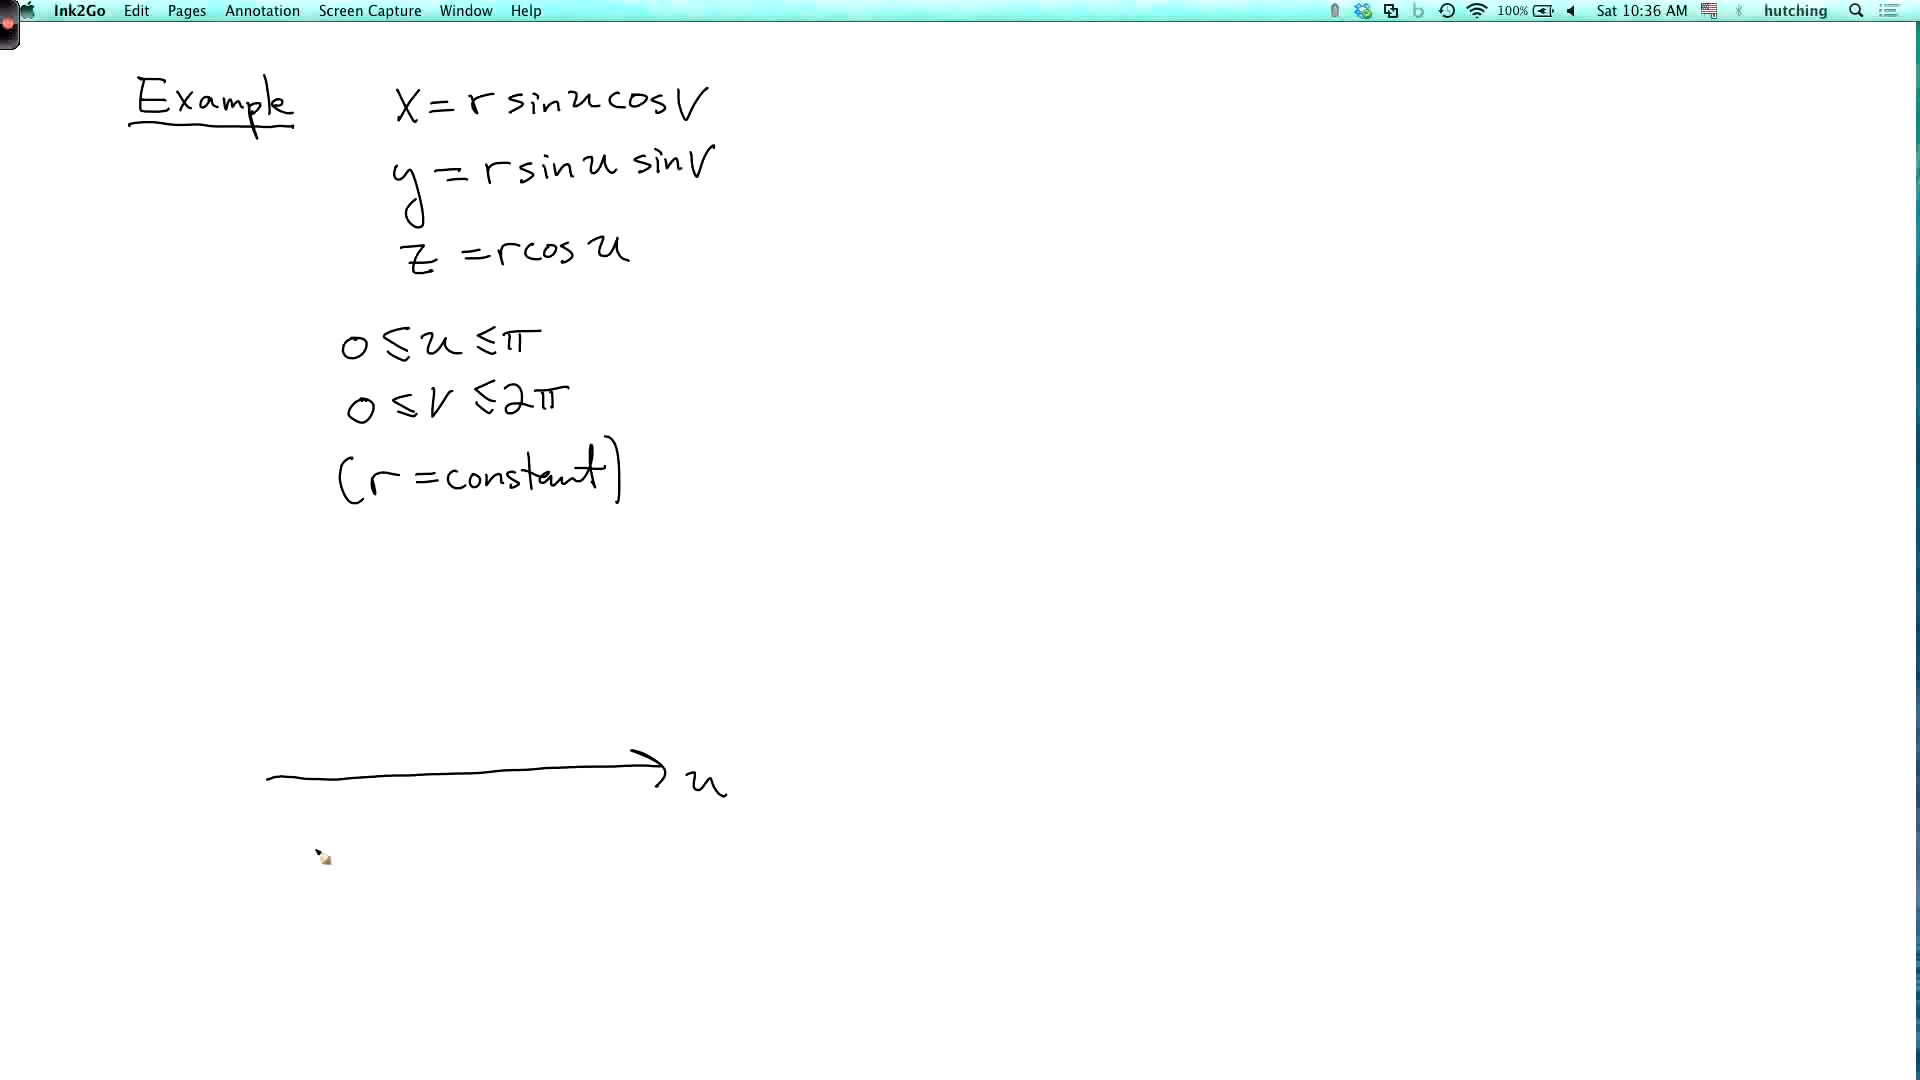 Ink2Go Edit Pages Annotation Screen Capture Window Help 100% Sat 10:36 AM hutching
Example
x = r sin u cos v
y = r sin u sin v
z = r cos u
0 ≤ u ≤ π
0 ≤ v ≤ 2π
(r = constant)
u